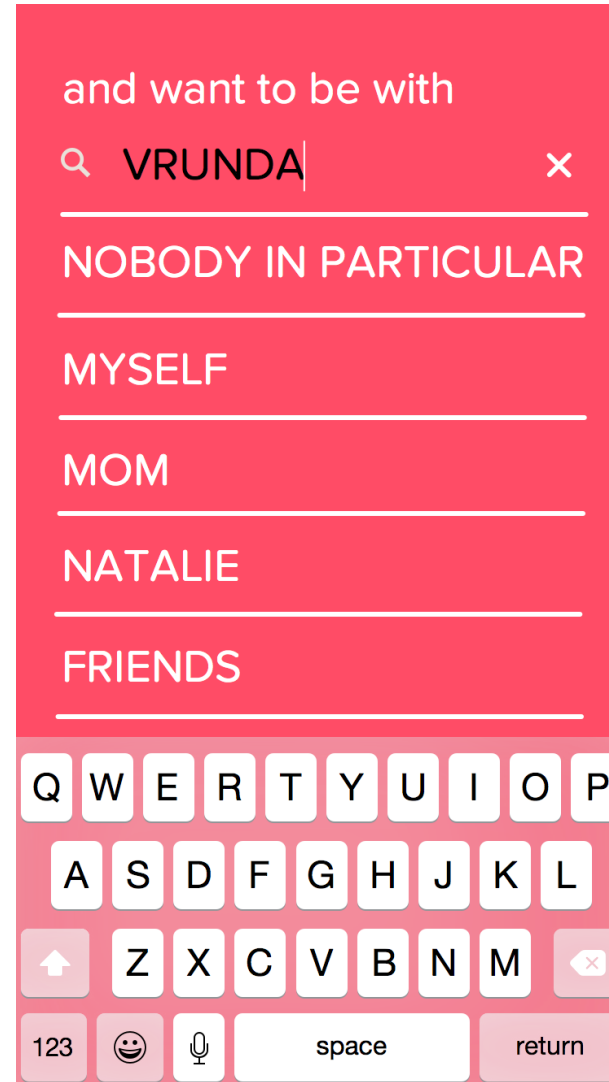 and want to be with
VRUNDA
NOBODY IN PARTICULAR
MYSELF
MOM
NATALIE
FRIENDS
Q W E R T Y U I O P
A S D F G H J K L
Z X C V B N M
123 space return